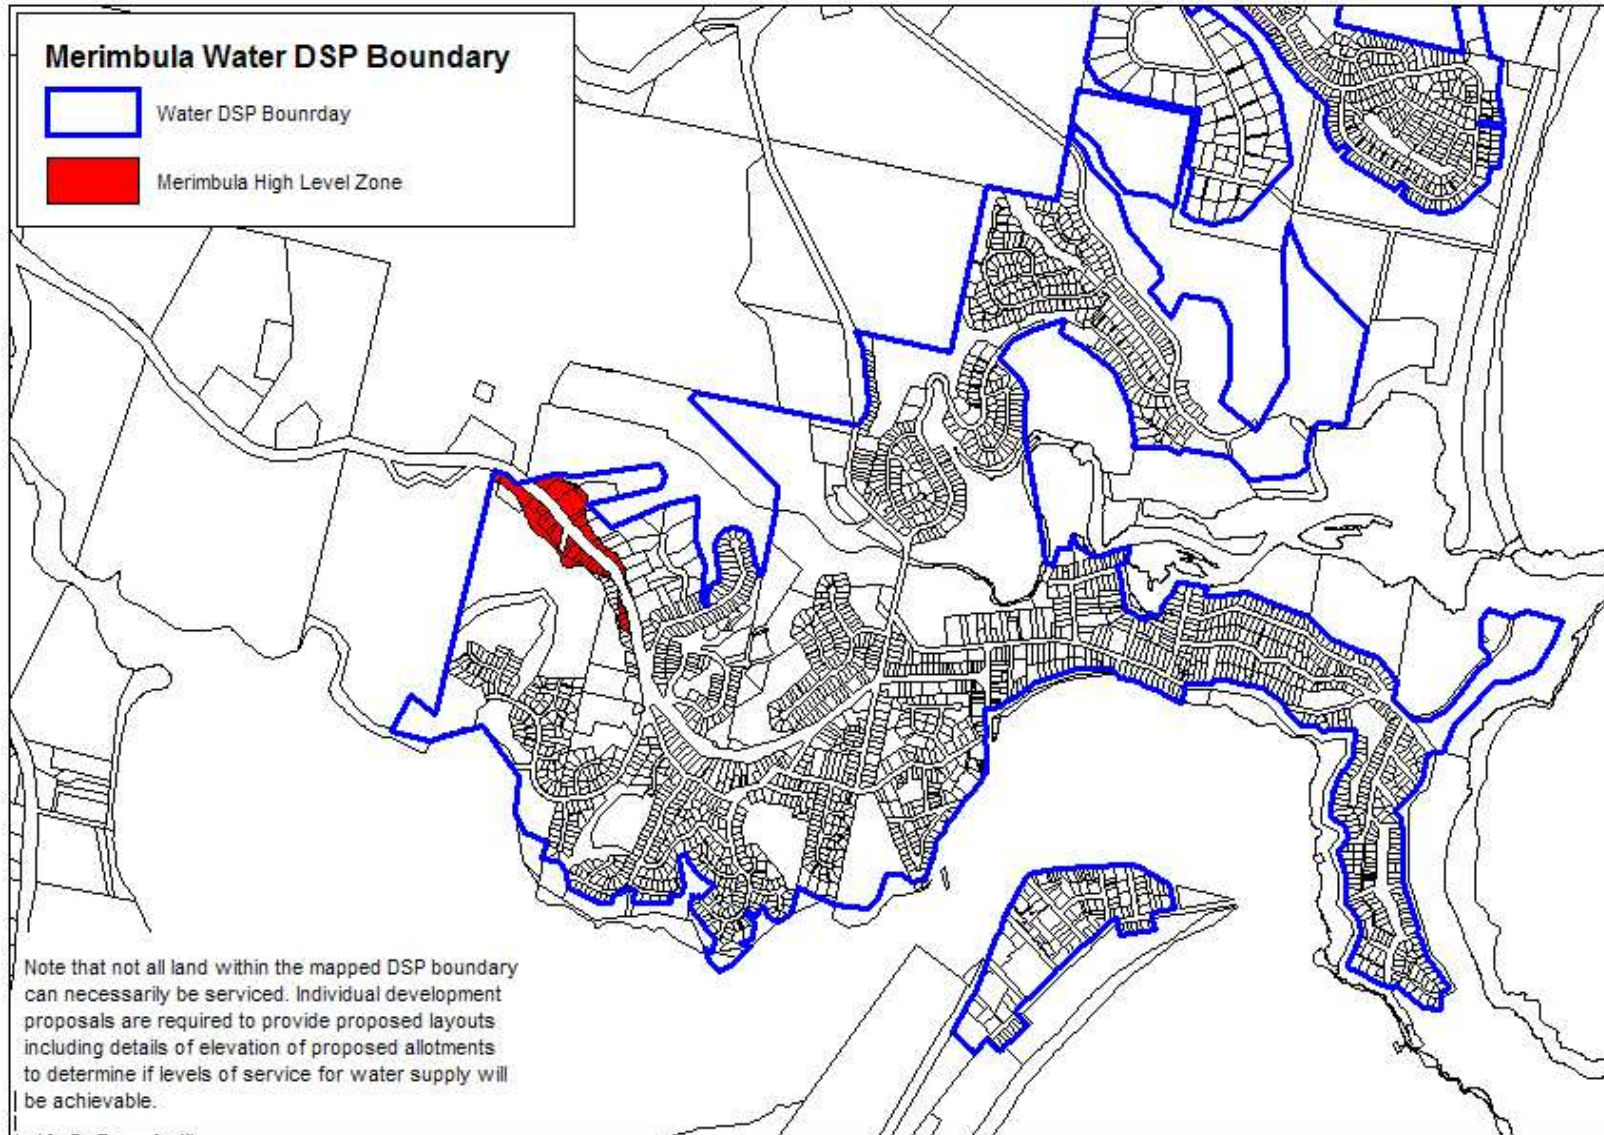 Merimbula Water DSP Boundary
Water DSP Bounrday
Merimbula High Level Zone
Note that not all land within the mapped DSP boundary
can necessarily be serviced. Individual development
proposals are required to provide proposed layouts
including details of elevation of proposed allotments
to determine if levels of service for water supply will
be achievable.